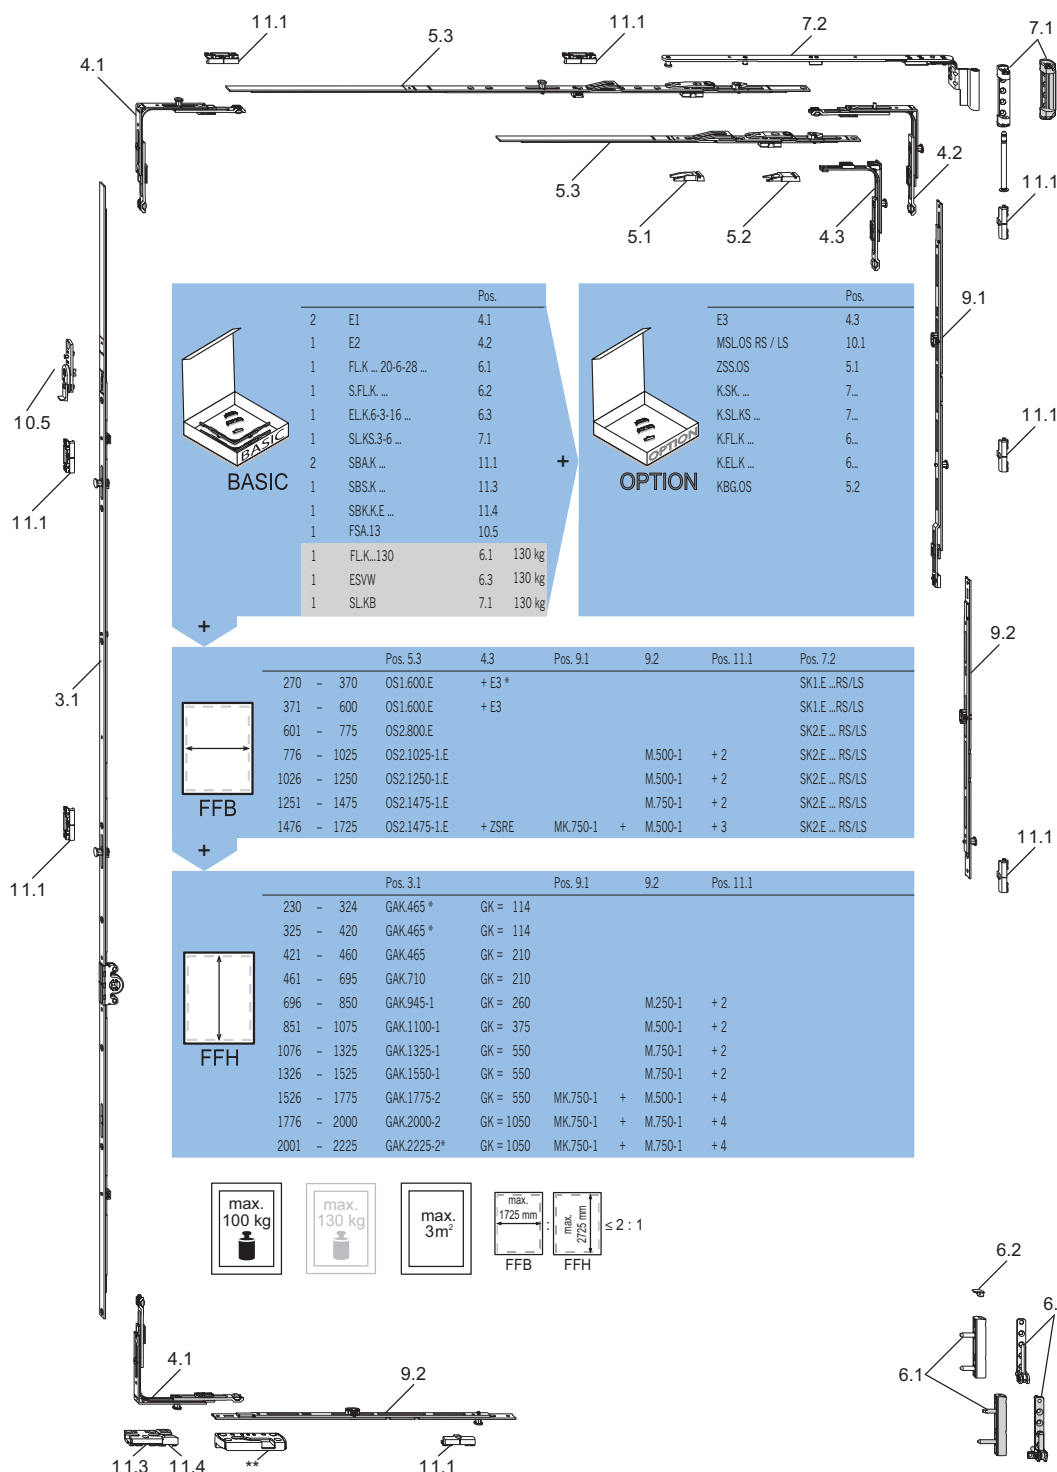 11.1
5.3
11.1
7.2
7.1
4.1
4.2
5.3
5.1
5.2
4.3
11.1
9.1
10.5
11.1
11.1
3.1
9.2
11.1
11.1
Pos.
2 E1 4.1
1 E2 4.2
1 FL.K ... 20-6-28 ... 6.1
1 S.FL.K. ... 6.2
1 EL.K.6-3-16 ... 6.3
1 SL.KS.3-6 ... 7.1
2 SBA.K ... 11.1
1 SBS.K ... 11.3
1 SBK.K.E ... 11.4
1 FSA.13 10.5
1 FL.K...130 6.1 130 kg
1 ESVW 6.3 130 kg
1 SL.KB 7.1 130 kg
BASIC
BASIC
+
Pos.
E3 4.3
MSL.OS RS / LS 10.1
ZSS.OS 5.1
K.SK. ... 7...
K.SL.KS ... 7...
K.FL.K ... 6...
K.EL.K ... 6...
KBG.OS 5.2
OPTION
OPTION
+
Pos. 5.3 4.3 Pos. 9.1 9.2 Pos. 11.1 Pos. 7.2
270 – 370 OS1.600.E + E3 * SK1.E ...RS/LS
371 – 600 OS1.600.E + E3 SK1.E ...RS/LS
601 – 775 OS2.800.E SK2.E ... RS/LS
776 – 1025 OS2.1025-1.E M.500-1 + 2 SK2.E ... RS/LS
1026 – 1250 OS2.1250-1.E M.500-1 + 2 SK2.E ... RS/LS
1251 – 1475 OS2.1475-1.E M.750-1 + 2 SK2.E ... RS/LS
1476 – 1725 OS2.1475-1.E + ZSRE MK.750-1 + M.500-1 + 3 SK2.E ... RS/LS
FFB
+
Pos. 3.1 Pos. 9.1 9.2 Pos. 11.1
230 – 324 GAK.465 * GK = 114
325 – 420 GAK.465 * GK = 114
421 – 460 GAK.465 GK = 210
461 – 695 GAK.710 GK = 210
696 – 850 GAK.945-1 GK = 260 M.250-1 + 2
851 – 1075 GAK.1100-1 GK = 375 M.500-1 + 2
1076 – 1325 GAK.1325-1 GK = 550 M.750-1 + 2
1326 – 1525 GAK.1550-1 GK = 550 M.750-1 + 2
1526 – 1775 GAK.1775-2 GK = 550 MK.750-1 + M.500-1 + 4
1776 – 2000 GAK.2000-2 GK = 1050 MK.750-1 + M.750-1 + 4
2001 – 2225 GAK.2225-2* GK = 1050 MK.750-1 + M.750-1 + 4
FFH
max.
100 kg
max.
130 kg
max.
3m²
max.
1725 mm
FFB
:
max.
2725 mm
FFH
≤ 2 : 1
6.2
6.
6.1
4.1
9.2
11.3
11.4
**
11.1